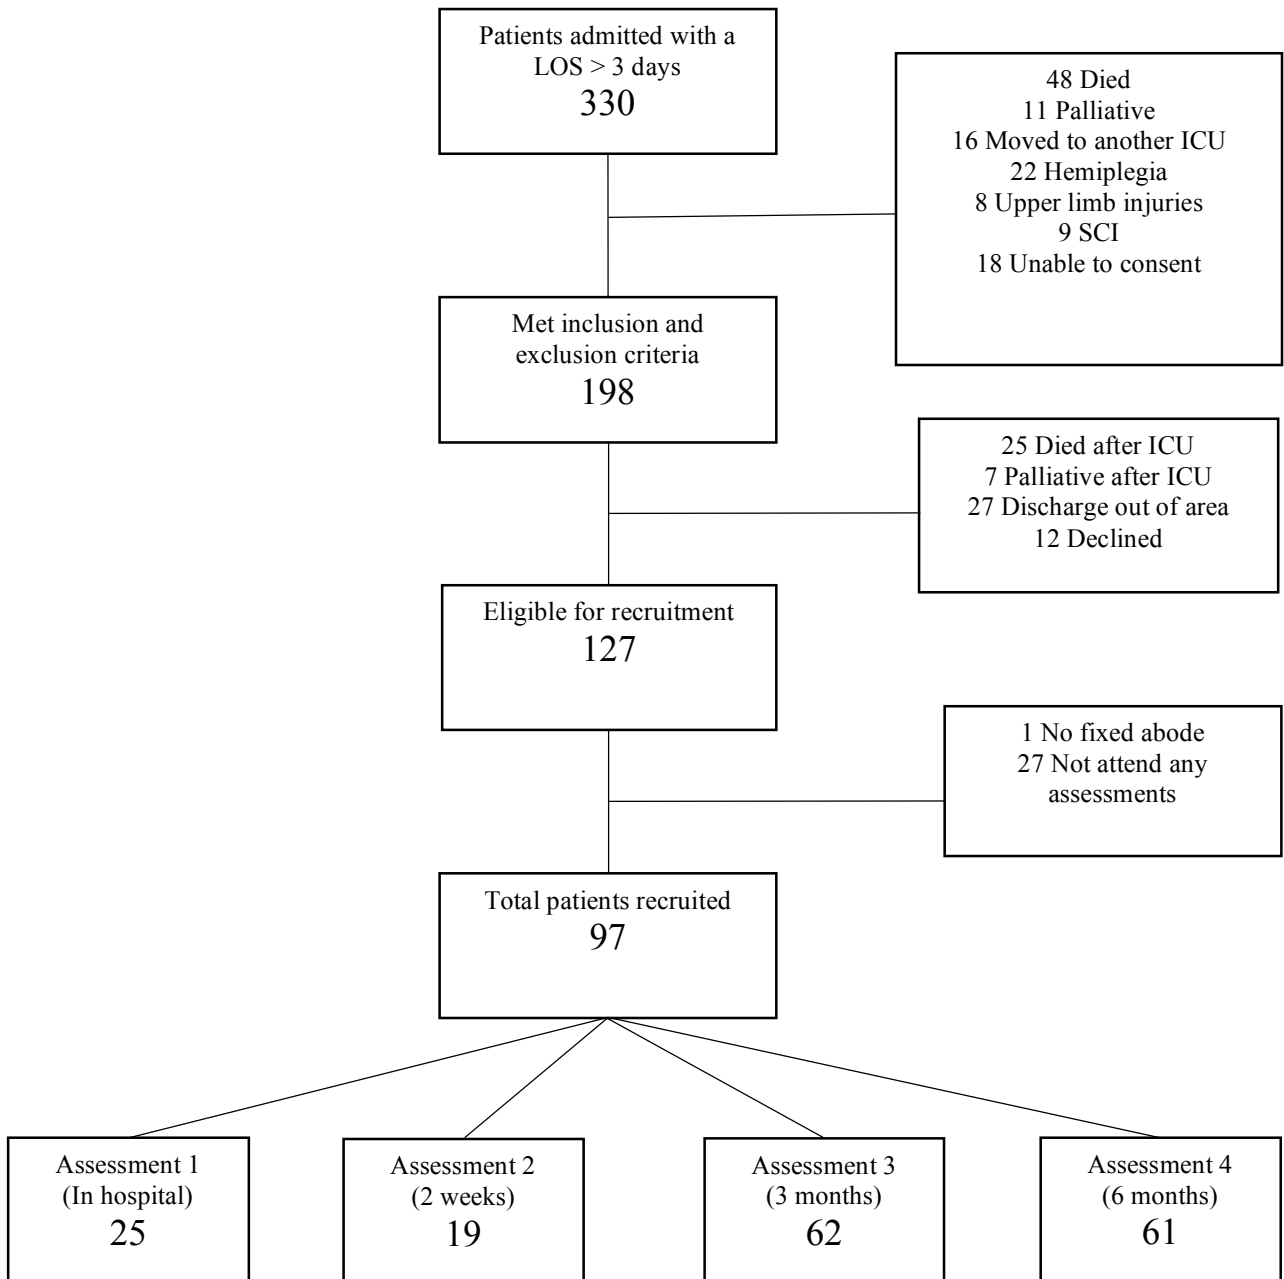 Patients admitted with a
LOS > 3 days
330
48 Died
11 Palliative
16 Moved to another ICU
22 Hemiplegia
8 Upper limb injuries
9 SCI
18 Unable to consent
Met inclusion and
exclusion criteria
198
25 Died after ICU
7 Palliative after ICU
27 Discharge out of area
12 Declined
Eligible for recruitment
127
1 No fixed abode
27 Not attend any
assessments
Total patients recruited
97
Assessment 1
(In hospital)
25
Assessment 2
(2 weeks)
19
Assessment 3
(3 months)
62
Assessment 4
(6 months)
61